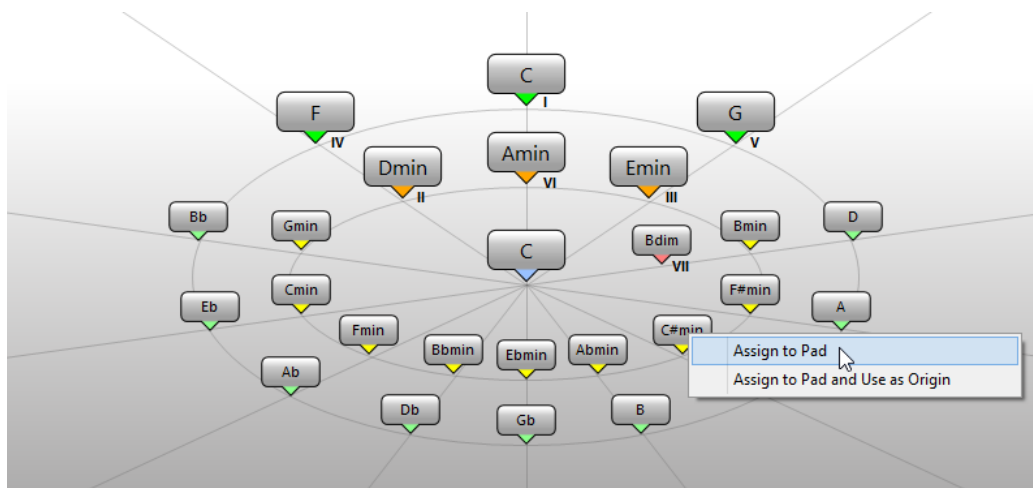 C
I
F
IV
G
V
Dmin
II
Amin
VI
Emin
III
Bb
Gmin
C
Bdim
VII
Bmin
D
Eb
Cmin
F#min
A
Fmin
Bbmin
Ebmin
Abmin
C#min
Assign to Pad
Assign to Pad and Use as Origin
Ab
Db
Gb
B